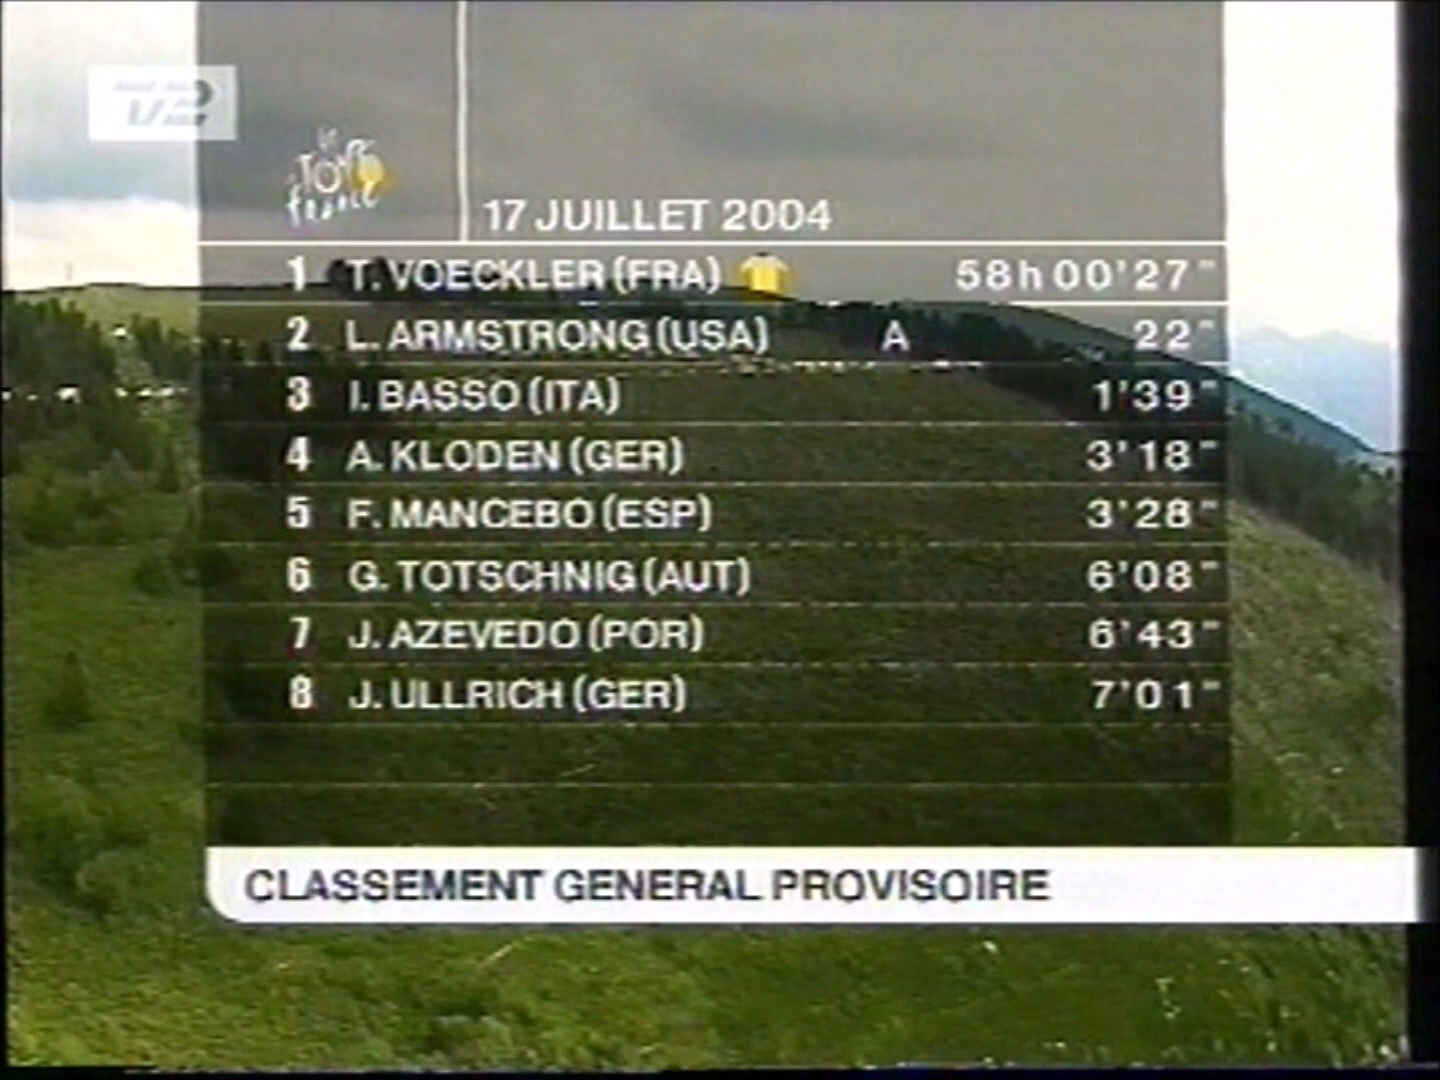 TV2
le
TOUR
de
FRANCE
17 JUILLET 2004
1 T. VOECKLER (FRA) 58h 00'27"
2 L. ARMSTRONG (USA) A 22"
3 I. BASSO (ITA) 1'39"
4 A. KLODEN (GER) 3'18"
5 F. MANCEBO (ESP) 3'28"
6 G. TOTSCHNIG (AUT) 6'08"
7 J. AZEVEDO (POR) 6'43"
8 J. ULLRICH (GER) 7'01"
CLASSEMENT GENERAL PROVISOIRE